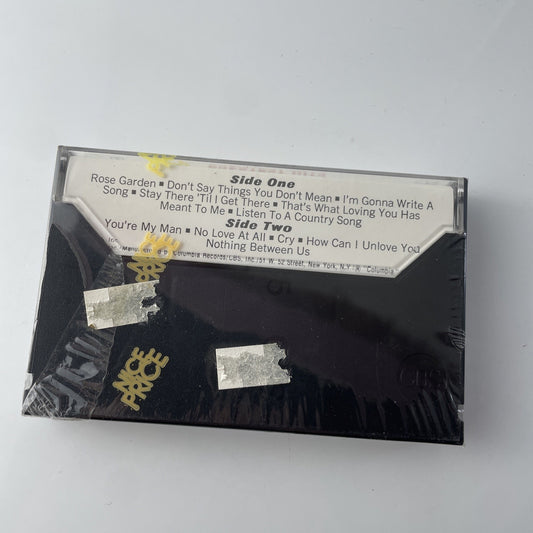 Side One
Rose Garden ▪ Don't Say Things You Don't Mean ▪ I'm Gonna Write A
Song ▪ Stay There 'Til I Get There ▪ That's What Loving You Has
Meant To Me ▪ Listen To A Country Song
Side Two
You're My Man ▪ No Love At All ▪ Cry ▪ How Can I Unlove You
Nothing Between Us
Inc. Columbia Records/CBS, Inc./51 W. 52 Street, New York, N.Y. Columbia
NICE
PRICE
NICE
PRICE
CBS